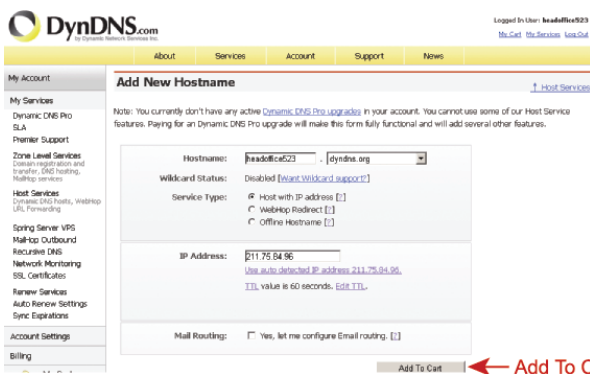 DynDNS.com
by Dynamic Network Services Inc.
Logged In User: headoffice523
My Cart My Services Log Out
About Services Account Support News
My Account
My Services
Dynamic DNS Pro
SLA
Premier Support
Zone Level Services
Domain registration and
transfer, DNS hosting,
MailHop services
Host Services
Dynamic DNS hosts, WebHop
URL Forwarding
Spring Server VPS
MailHop Outbound
Recursive DNS
Network Monitoring
SSL Certificates
Renew Services
Auto Renew Settings
Sync Expirations
Account Settings
Billing
Add New Hostname
Host Services
Note: You currently don't have any active Dynamic DNS Pro upgrades in your account. You cannot use some of our Host Service
features. Paying for an Dynamic DNS Pro upgrade will make this form fully functional and will add several other features.
Hostname: headoffice523 . dyndns.org
Wildcard Status: Disabled [Want Wildcard support?]
Service Type: Host with IP address [?]
WebHop Redirect [?]
Offline Hostname [?]
IP Address: 211.75.84.96
Use auto detected IP address 211.75.84.96.
TTL value is 60 seconds. Edit TTL.
Mail Routing: Yes, let me configure Email routing. [?]
Add To Cart
Add To C